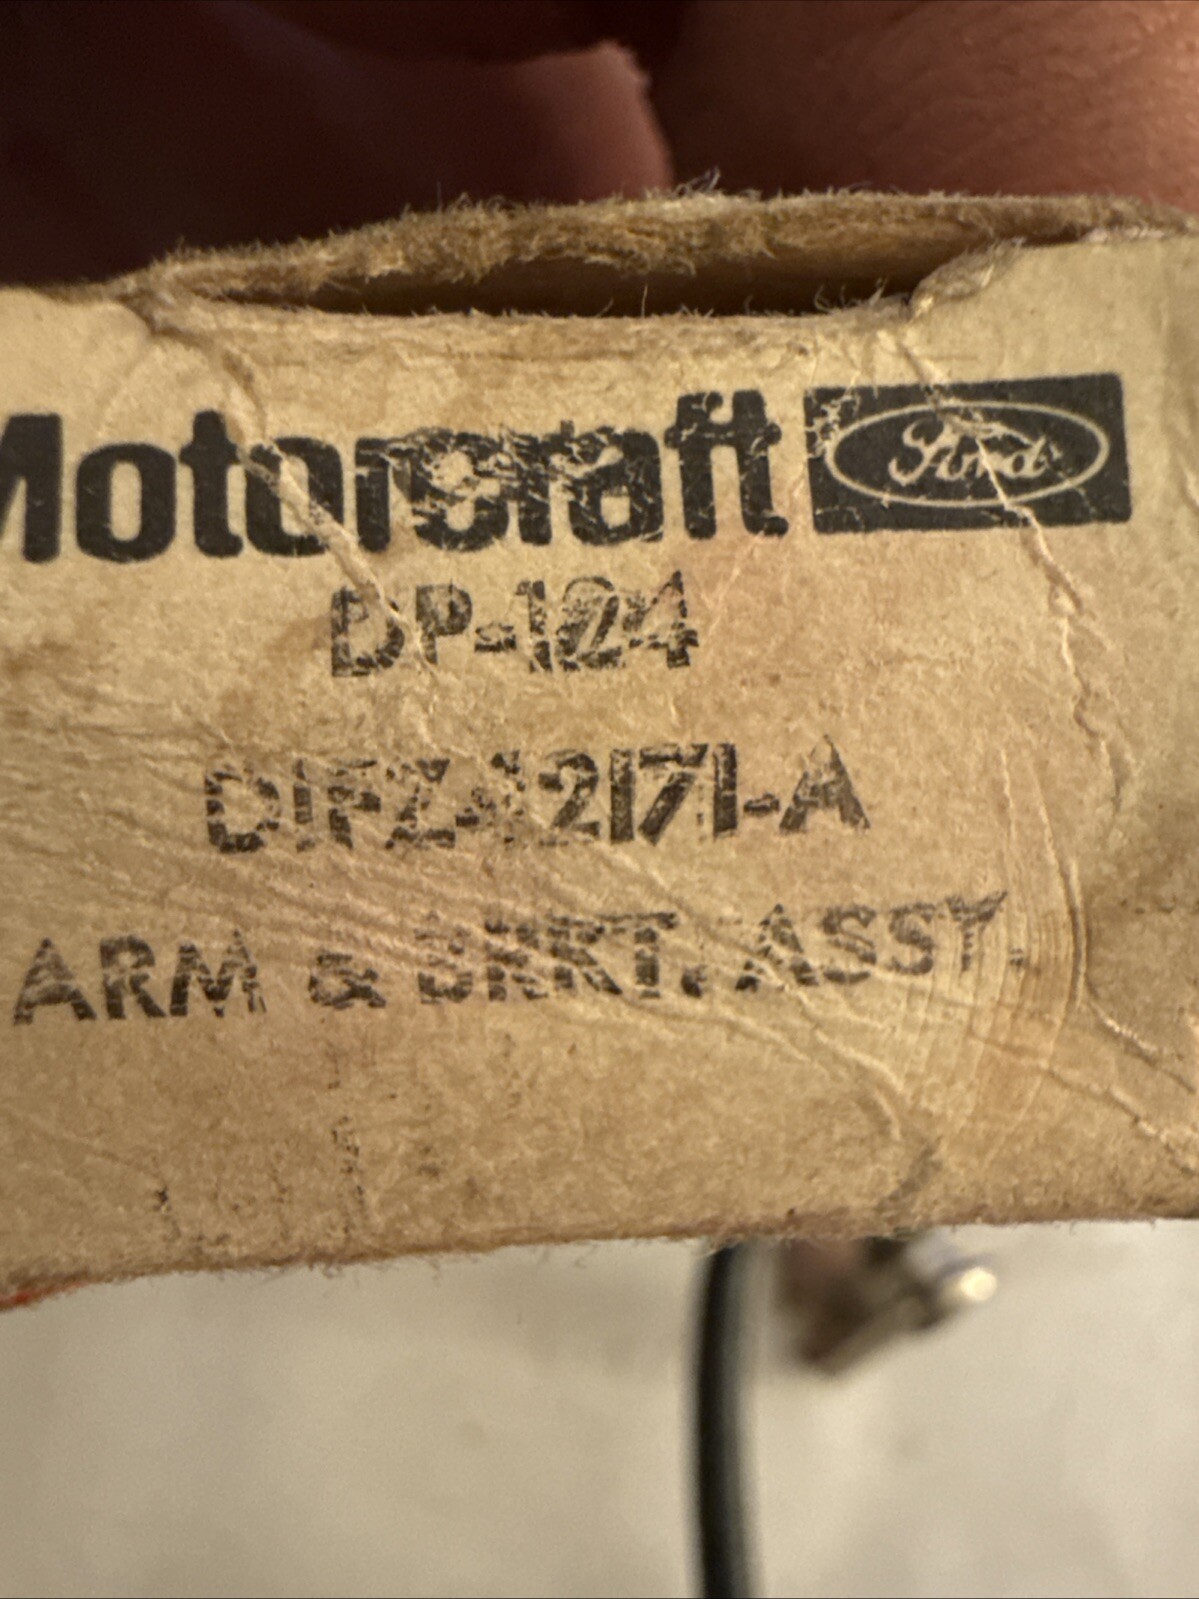 Motorcraft Ford
DP-124
D1FZ-12171-A
ARM & BRKT. ASSY.